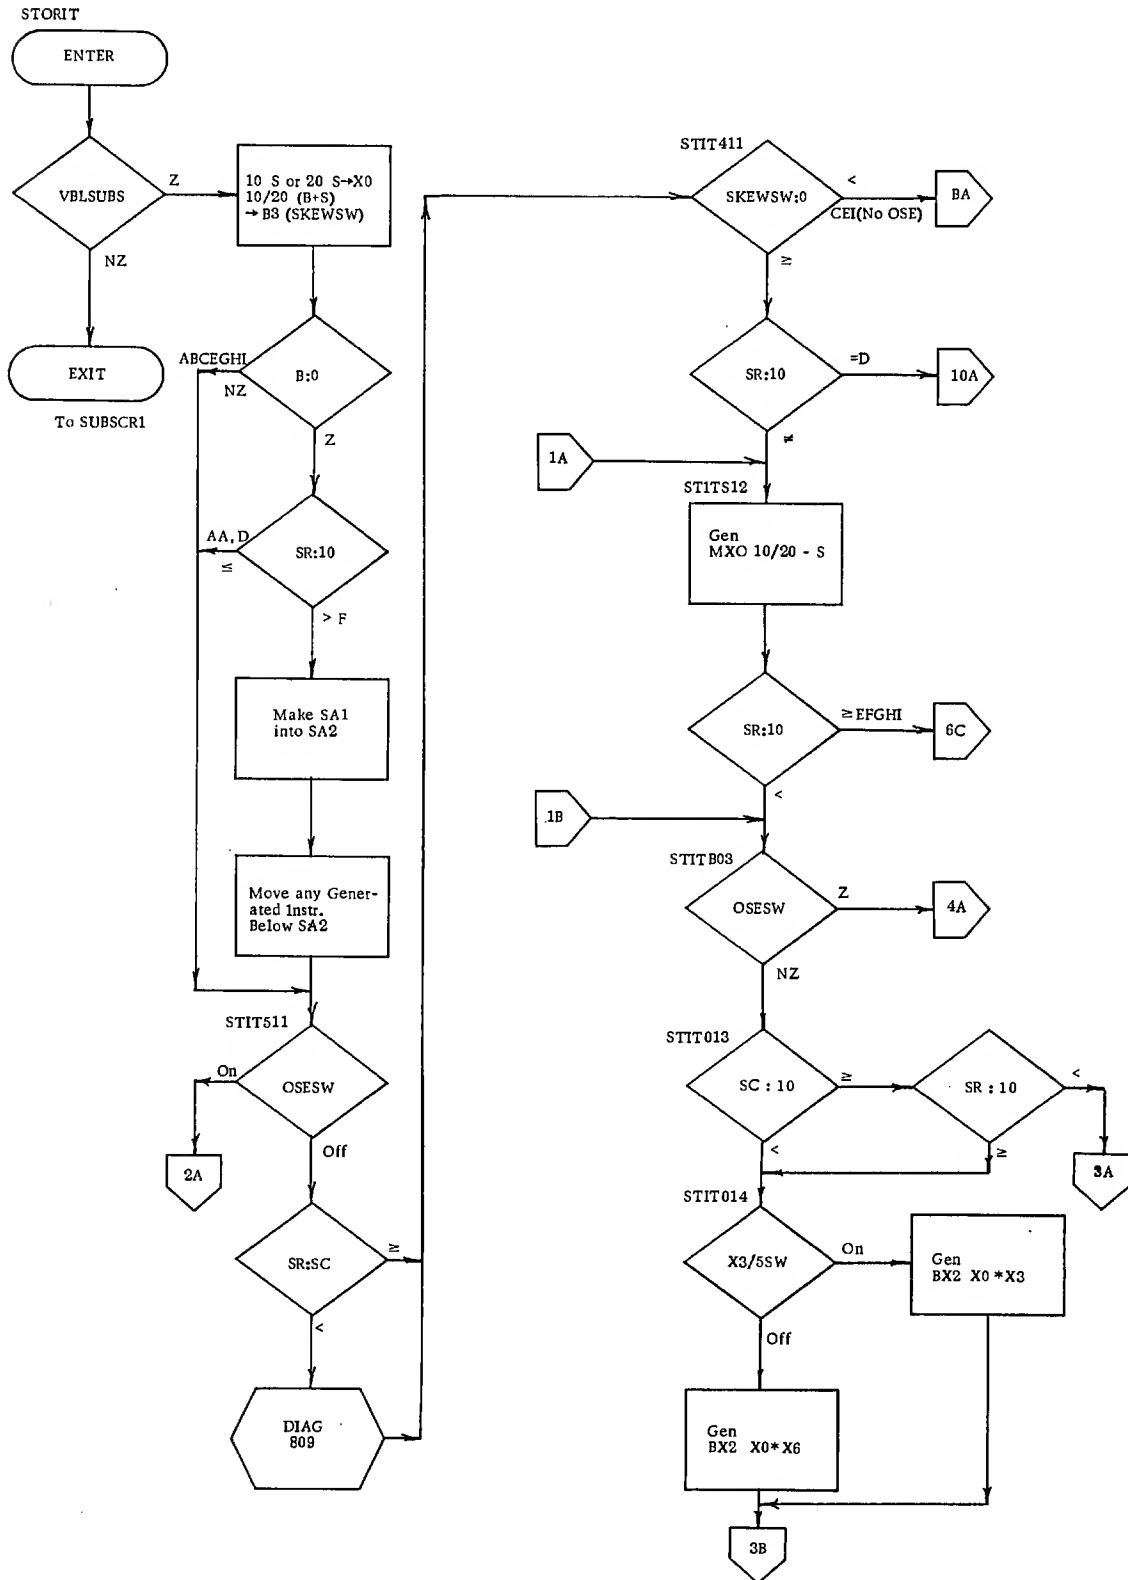 STORIT
ENTER
VBLSUBS
Z
NZ
EXIT
To SUBSCR1
10 S or 20 S→X0
10/20 (B+S)
→ B3 (SKEWSW)
B:0
ABCEGHI
NZ
Z
SR:10
AA, D
≤
> F
Make SA1
into SA2
Move any Gener-
ated Instr.
Below SA2
STIT511
OSESW
On
2A
Off
SR:SC
≥
<
DIAG
809
STIT411
SKEWSW:0
<
CEI(No OSE)
BA
≥
SR:10
=D
10A
≠
1A
STITS12
Gen
MXO 10/20 - S
SR:10
≥EFGHI
6C
<
1B
STITB03
OSESW
Z
4A
NZ
STIT013
SC : 10
≥
<
SR : 10
<
3A
≥
STIT014
X3/5SW
On
Gen
BX2 X0*X3
Off
Gen
BX2 X0*X6
3B